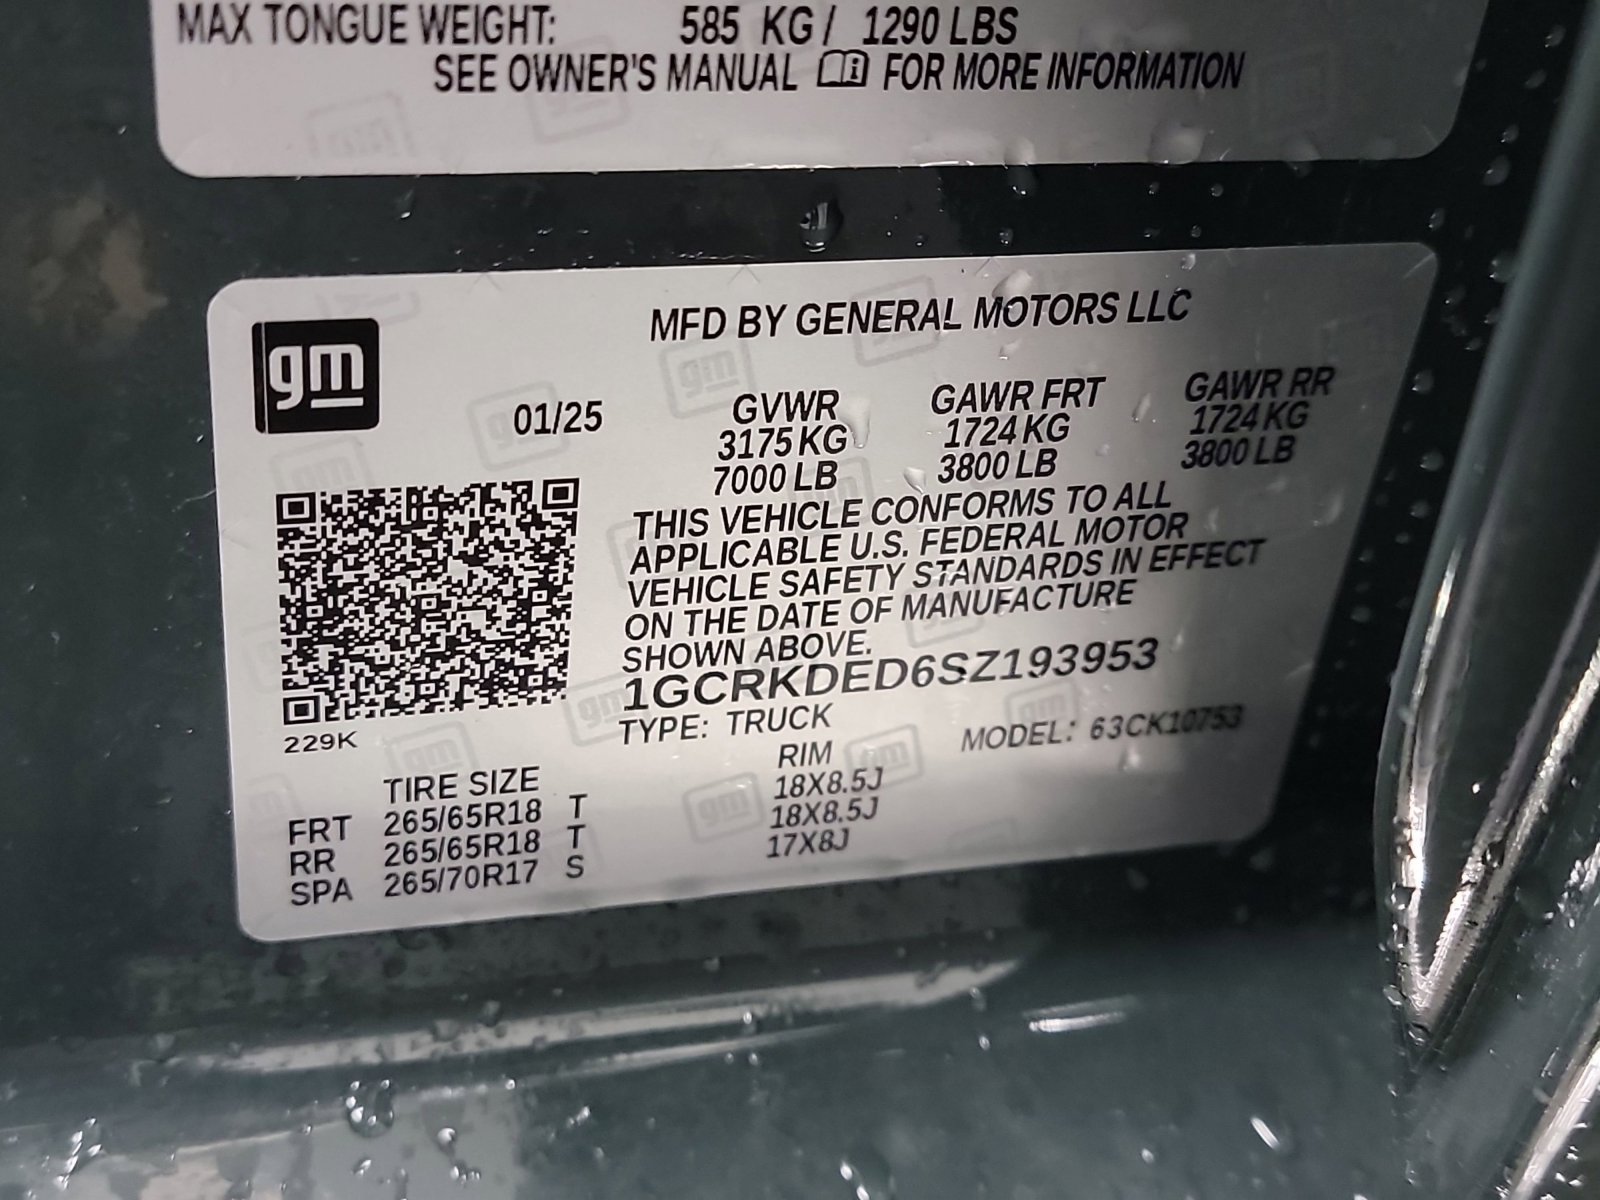 MAX TONGUE WEIGHT: 585 KG / 1290 LBS
SEE OWNER'S MANUAL FOR MORE INFORMATION
gm
MFD BY GENERAL MOTORS LLC
01/25
GVWR GAWR FRT GAWR RR
3175 KG 1724 KG 1724 KG
7000 LB 3800 LB 3800 LB
THIS VEHICLE CONFORMS TO ALL
APPLICABLE U.S. FEDERAL MOTOR
VEHICLE SAFETY STANDARDS IN EFFECT
ON THE DATE OF MANUFACTURE
SHOWN ABOVE.
1GCRKDED6SZ193953
TYPE: TRUCK MODEL: 63CK10753
229K
TIRE SIZE RIM
FRT 265/65R18 T 18X8.5J
RR 265/65R18 T 18X8.5J
SPA 265/70R17 S 17X8J